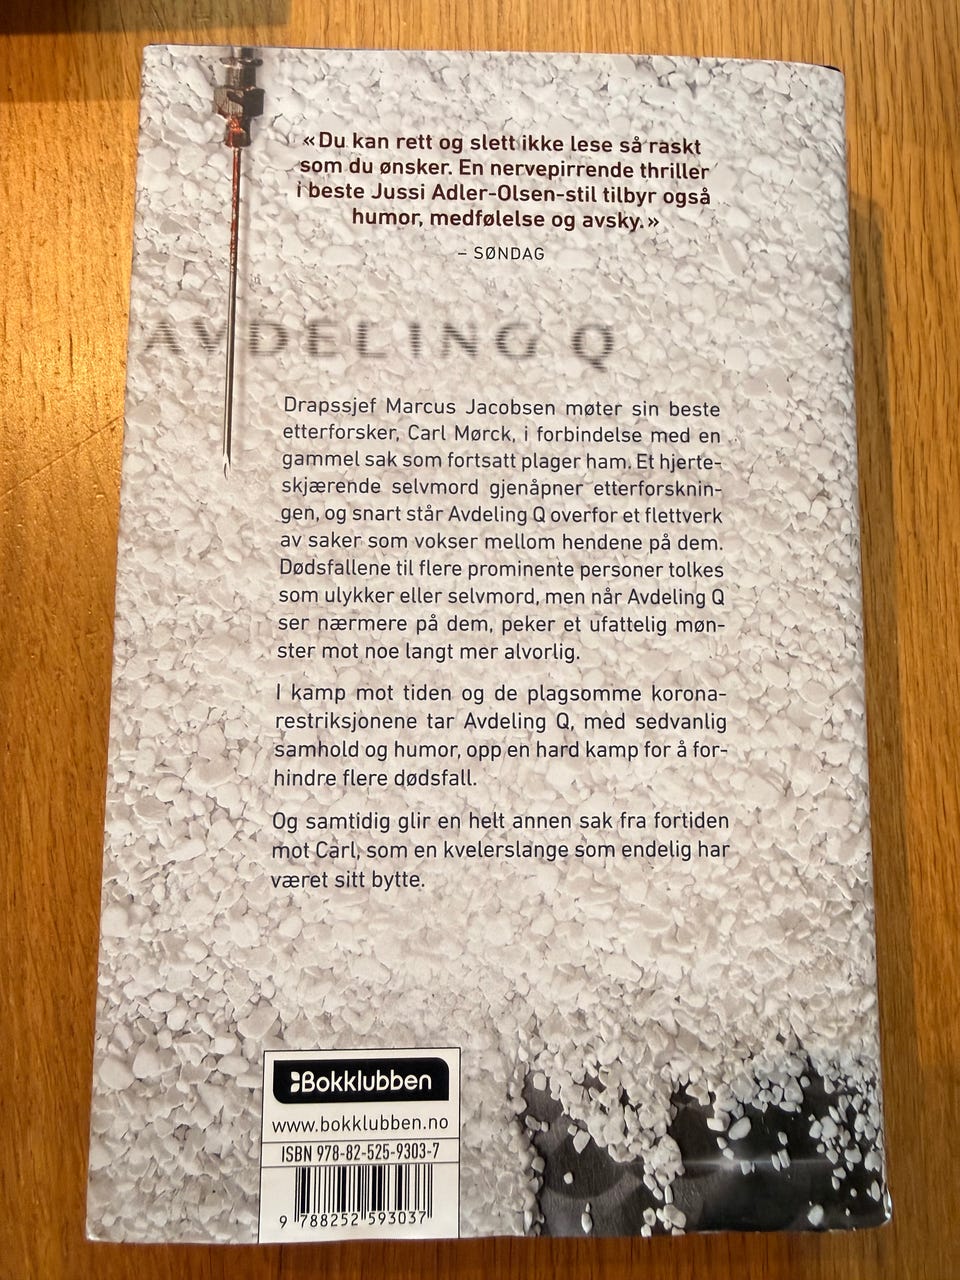 «Du kan rett og slett ikke lese så raskt
som du ønsker. En nervepirrende thriller
i beste Jussi Adler-Olsen-stil tilbyr også
humor, medfølelse og avsky.»
– SØNDAG
AVDELING Q
Drapssjef Marcus Jacobsen møter sin beste
etterforsker, Carl Mørck, i forbindelse med en
gammel sak som fortsatt plager ham. Et hjerte-
skjærende selvmord gjenåpner etterforsknin-
gen, og snart står Avdeling Q overfor et flettverk
av saker som vokser mellom hendene på dem.
Dødsfallene til flere prominente personer tolkes
som ulykker eller selvmord, men når Avdeling Q
ser nærmere på dem, peker et ufattelig møn-
ster mot noe langt mer alvorlig.
I kamp mot tiden og de plagsomme korona-
restriksjonene tar Avdeling Q, med sedvanlig
samhold og humor, opp en hard kamp for å for-
hindre flere dødsfall.
Og samtidig glir en helt annen sak fra fortiden
mot Carl, som en kvelerslange som endelig har
været sitt bytte.
Bokklubben
www.bokklubben.no
ISBN 978-82-525-9303-7
9 788252 593037